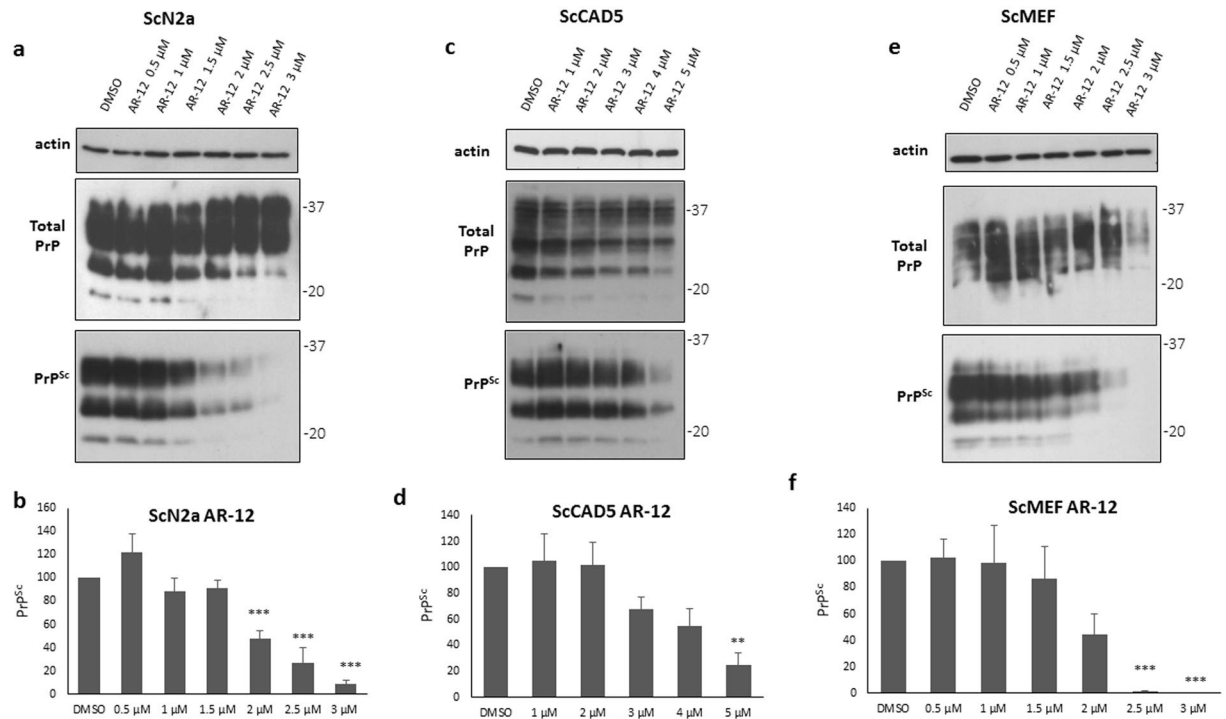 ScN2a
a
DMSO
AR-12 0.5 µM
AR-12 1 µM
AR-12 1.5 µM
AR-12 2 µM
AR-12 2.5 µM
AR-12 3 µM
actin
Total
PrP
-37
-20
PrPSc
-37
-20
b
ScN2a AR-12
PrPSc
160
140
120
100
80
60
40
20
0
***
***
***
DMSO 0.5 µM 1 µM 1.5 µM 2 µM 2.5 µM 3 µM
ScCAD5
c
DMSO
AR-12 1 µM
AR-12 2 µM
AR-12 3 µM
AR-12 4 µM
AR-12 5 µM
actin
Total
PrP
-37
-20
PrPSc
-37
-20
d
ScCAD5 AR-12
PrPSc
140
120
100
80
60
40
20
0
**
DMSO 1 µM 2 µM 3 µM 4 µM 5 µM
ScMEF
e
DMSO
AR-12 0.5 µM
AR-12 1 µM
AR-12 1.5 µM
AR-12 2 µM
AR-12 2.5 µM
AR-12 3 µM
actin
Total
PrP
-37
-20
PrPSc
-37
-20
f
ScMEF AR-12
PrPSc
140
120
100
80
60
40
20
0
***
***
DMSO 0.5 µM 1 µM 1.5 µM 2 µM 2.5 µM 3 µM